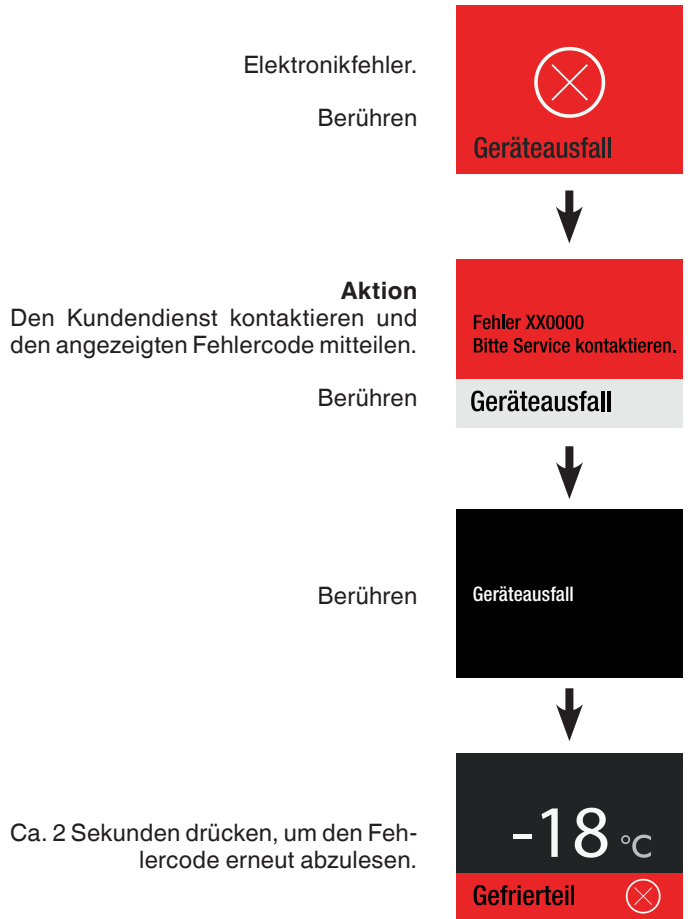 Elektronikfehler.
Berühren
Geräteausfall
Aktion
Den Kundendienst kontaktieren und
den angezeigten Fehlercode mitteilen.
Berühren
Fehler XX0000
Bitte Service kontaktieren.
Geräteausfall
Berühren
Geräteausfall
Ca. 2 Sekunden drücken, um den Feh-
lercode erneut abzulesen.
-18 °C
Gefrierteil